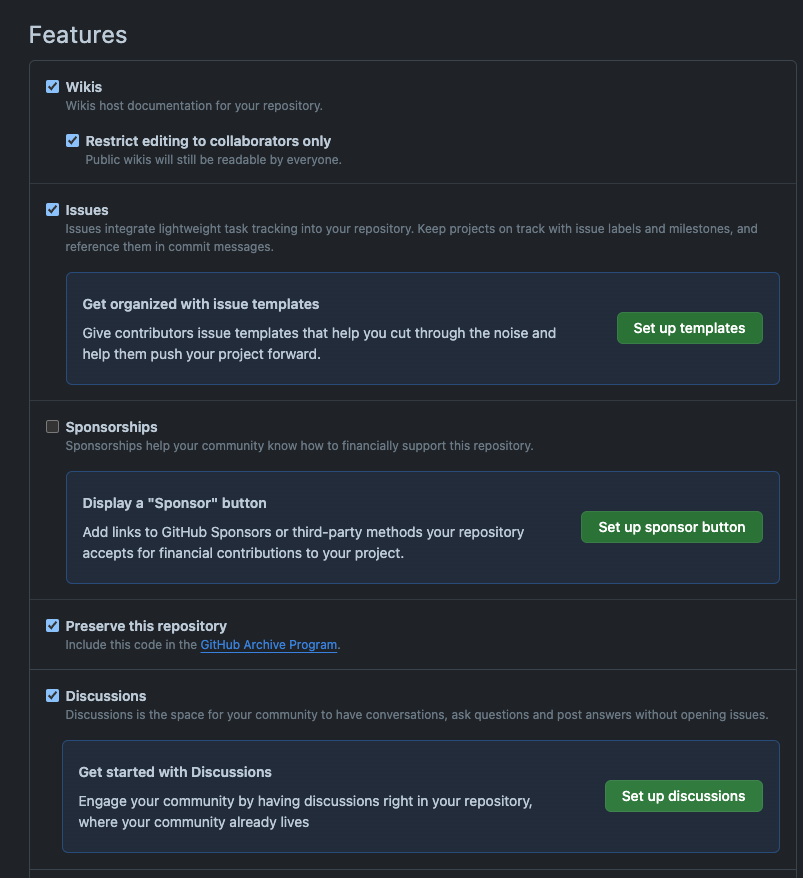 Features
Wikis
Wikis host documentation for your repository.
Restrict editing to collaborators only
Public wikis will still be readable by everyone.
Issues
Issues integrate lightweight task tracking into your repository. Keep projects on track with issue labels and milestones, and
reference them in commit messages.
Get organized with issue templates
Give contributors issue templates that help you cut through the noise and
help them push your project forward.
Set up templates
Sponsorships
Sponsorships help your community know how to financially support this repository.
Display a "Sponsor" button
Add links to GitHub Sponsors or third-party methods your repository
accepts for financial contributions to your project.
Set up sponsor button
Preserve this repository
Include this code in the GitHub Archive Program.
Discussions
Discussions is the space for your community to have conversations, ask questions and post answers without opening issues.
Get started with Discussions
Engage your community by having discussions right in your repository,
where your community already lives
Set up discussions